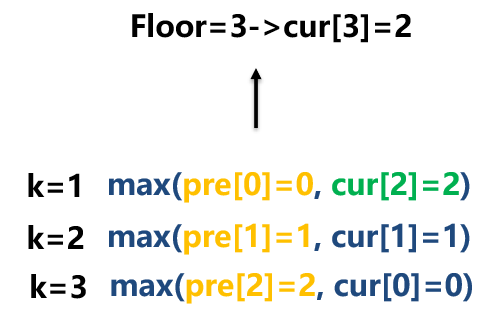 Floor=3->cur[3]=2
k=1 max(pre[0]=0, cur[2]=2)
k=2 max(pre[1]=1, cur[1]=1)
k=3 max(pre[2]=2, cur[0]=0)